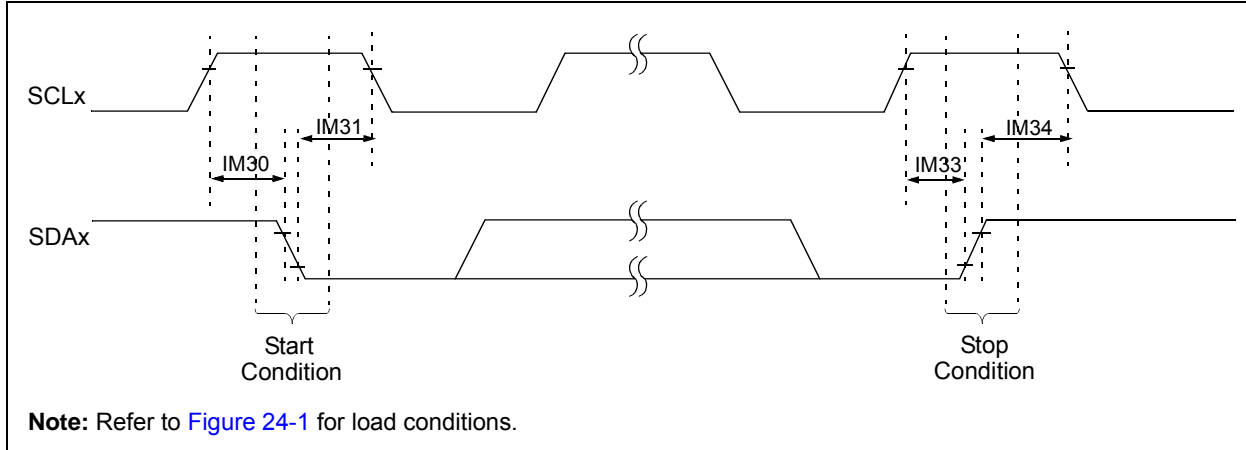 SCLx
IM31
IM34
IM30
IM33
SDAx
Start
Condition
Stop
Condition
Note: Refer to Figure 24-1 for load conditions.